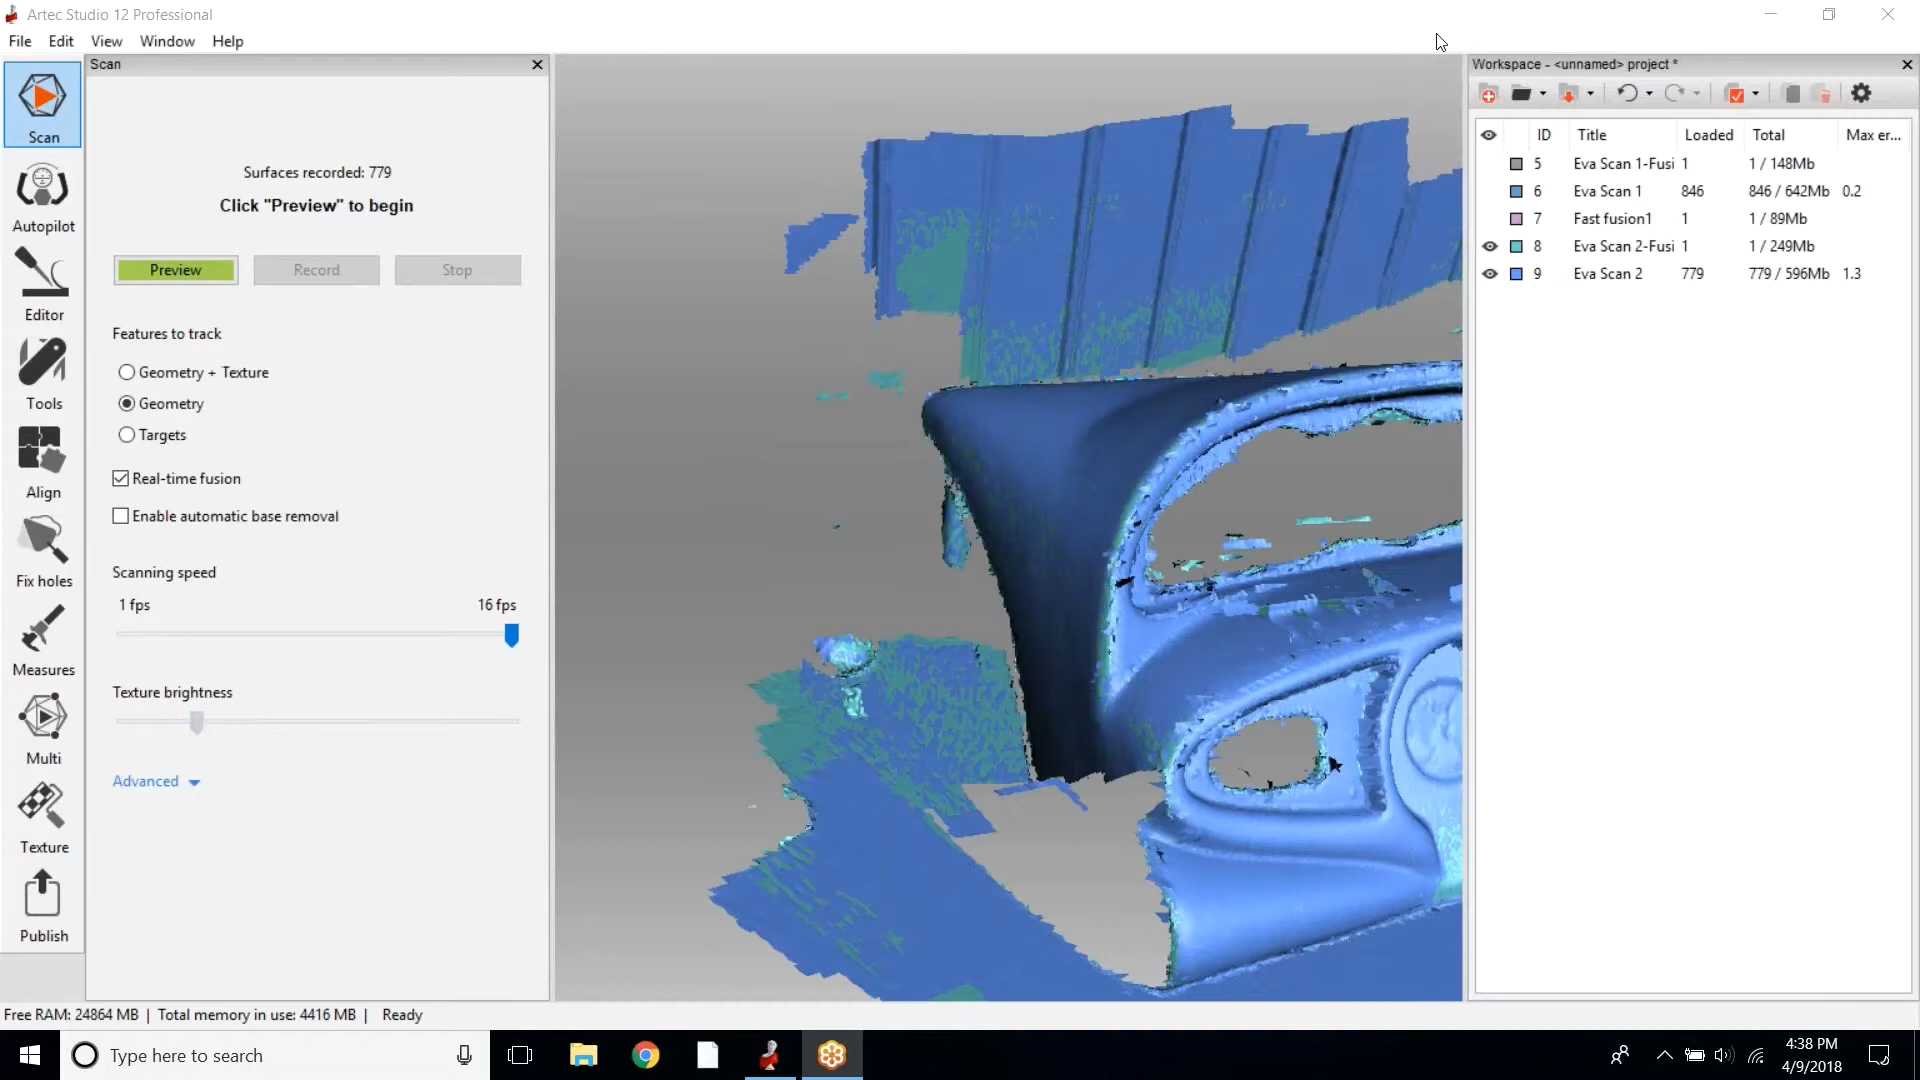 Artec Studio 12 Professional
File Edit View Window Help
Scan
Workspace - <unnamed> project *
Scan
Autopilot
Editor
Tools
Align
Fix holes
Measures
Multi
Texture
Publish
Surfaces recorded: 779
Click "Preview" to begin
Preview Record Stop
Features to track
Geometry + Texture
Geometry
Targets
Real-time fusion
Enable automatic base removal
Scanning speed
1 fps 16 fps
Texture brightness
Advanced
ID Title Loaded Total Max er...
5 Eva Scan 1-Fusi 1 1 / 148Mb
6 Eva Scan 1 846 846 / 642Mb 0.2
7 Fast fusion1 1 1 / 89Mb
8 Eva Scan 2-Fusi 1 1 / 249Mb
9 Eva Scan 2 779 779 / 596Mb 1.3
Free RAM: 24864 MB | Total memory in use: 4416 MB | Ready
Type here to search
4:38 PM
4/9/2018